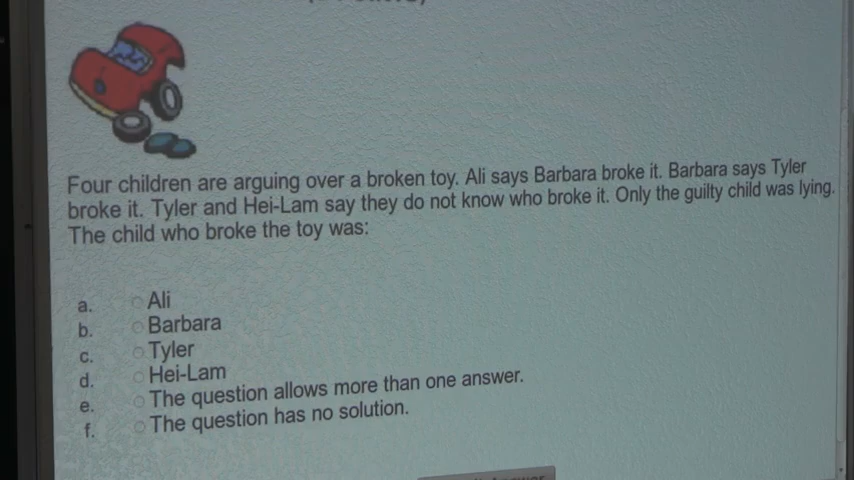 Four children are arguing over a broken toy. Ali says Barbara broke it. Barbara says Tyler
broke it. Tyler and Hei-Lam say they do not know who broke it. Only the guilty child was lying.
The child who broke the toy was:
a. Ali
b. Barbara
c. Tyler
d. Hei-Lam
e. The question allows more than one answer.
f. The question has no solution.